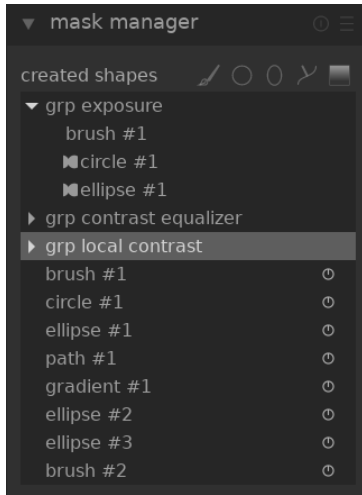 mask manager
created shapes
grp exposure
brush #1
circle #1
ellipse #1
grp contrast equalizer
grp local contrast
brush #1
circle #1
ellipse #1
path #1
gradient #1
ellipse #2
ellipse #3
brush #2